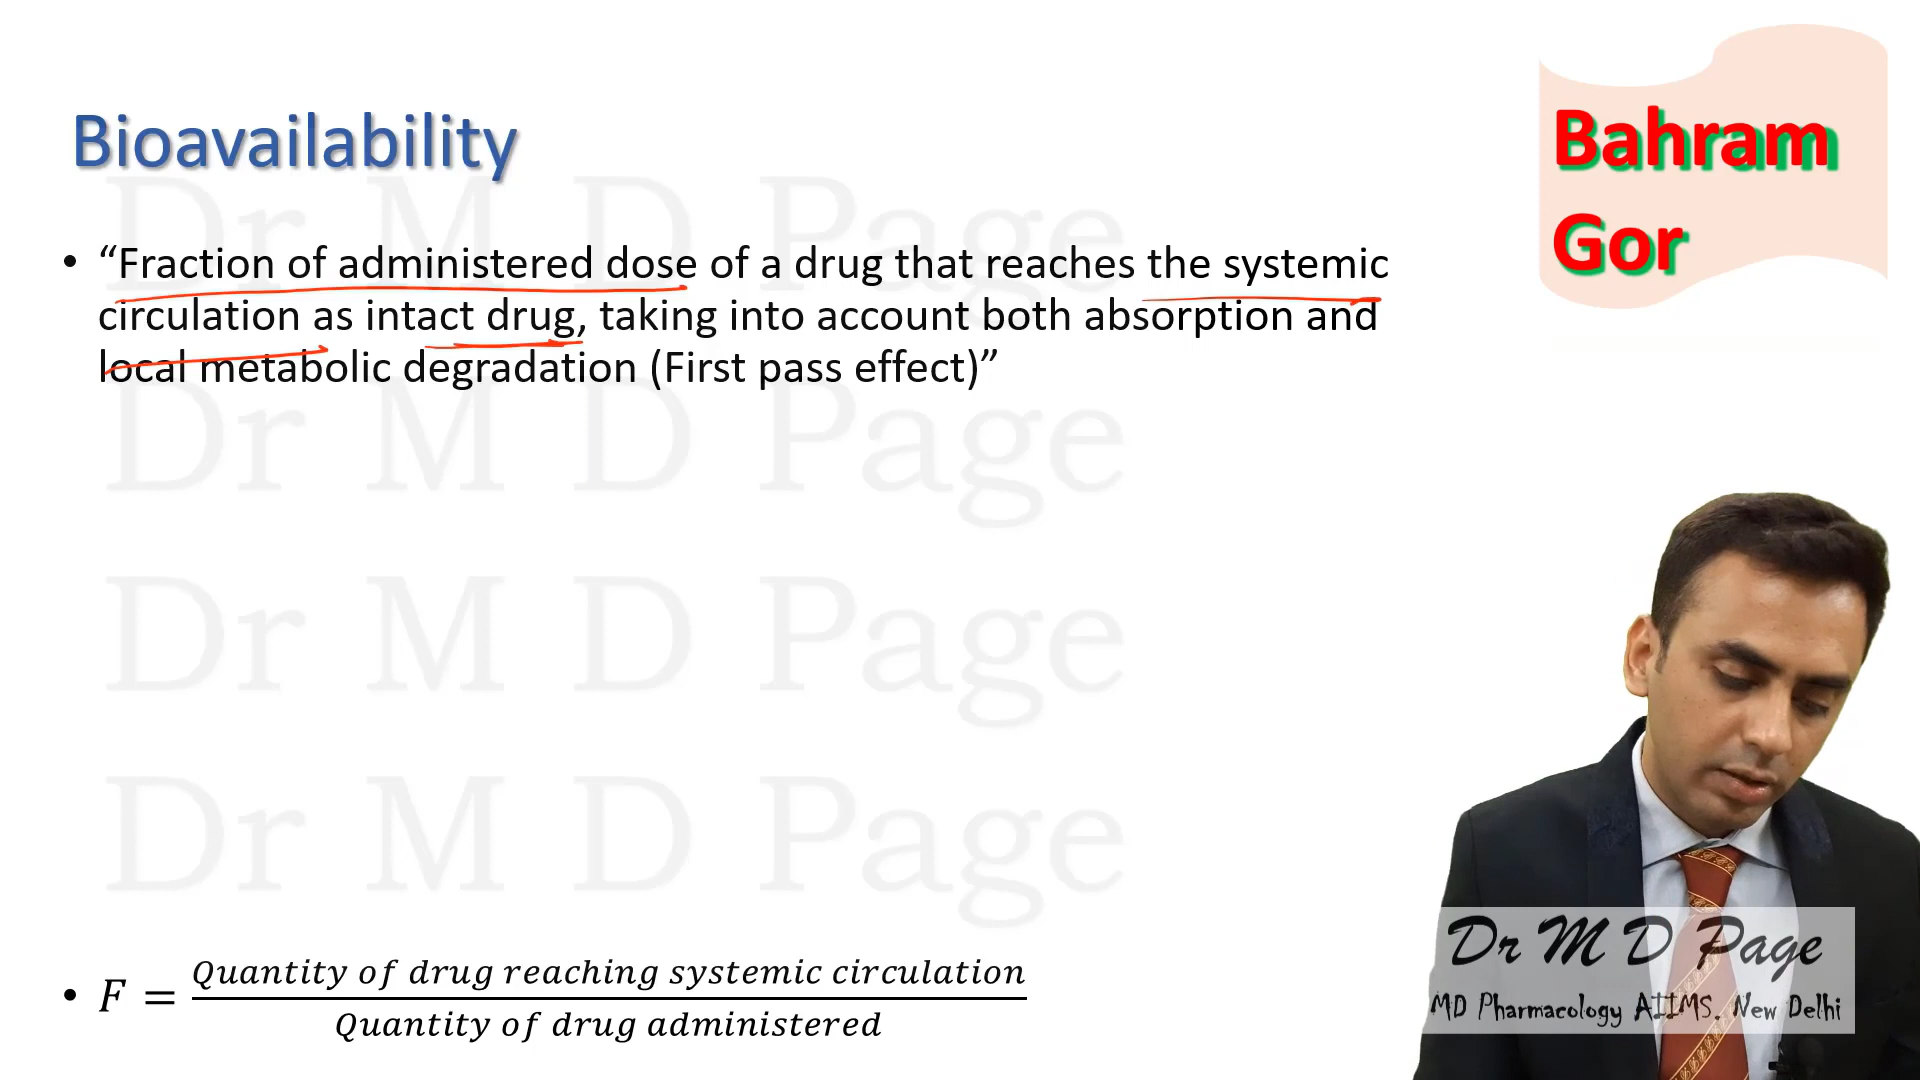 Bioavailability
Bahram
Gor
• “Fraction of administered dose of a drug that reaches the systemic
circulation as intact drug, taking into account both absorption and
local metabolic degradation (First pass effect)”
Dr M D Page
Dr M D Page
Dr M D Page
Dr M D Page
• F = Quantity of drug reaching systemic circulation
Quantity of drug administered
Dr M D Page
MD Pharmacology AIIMS, New Delhi